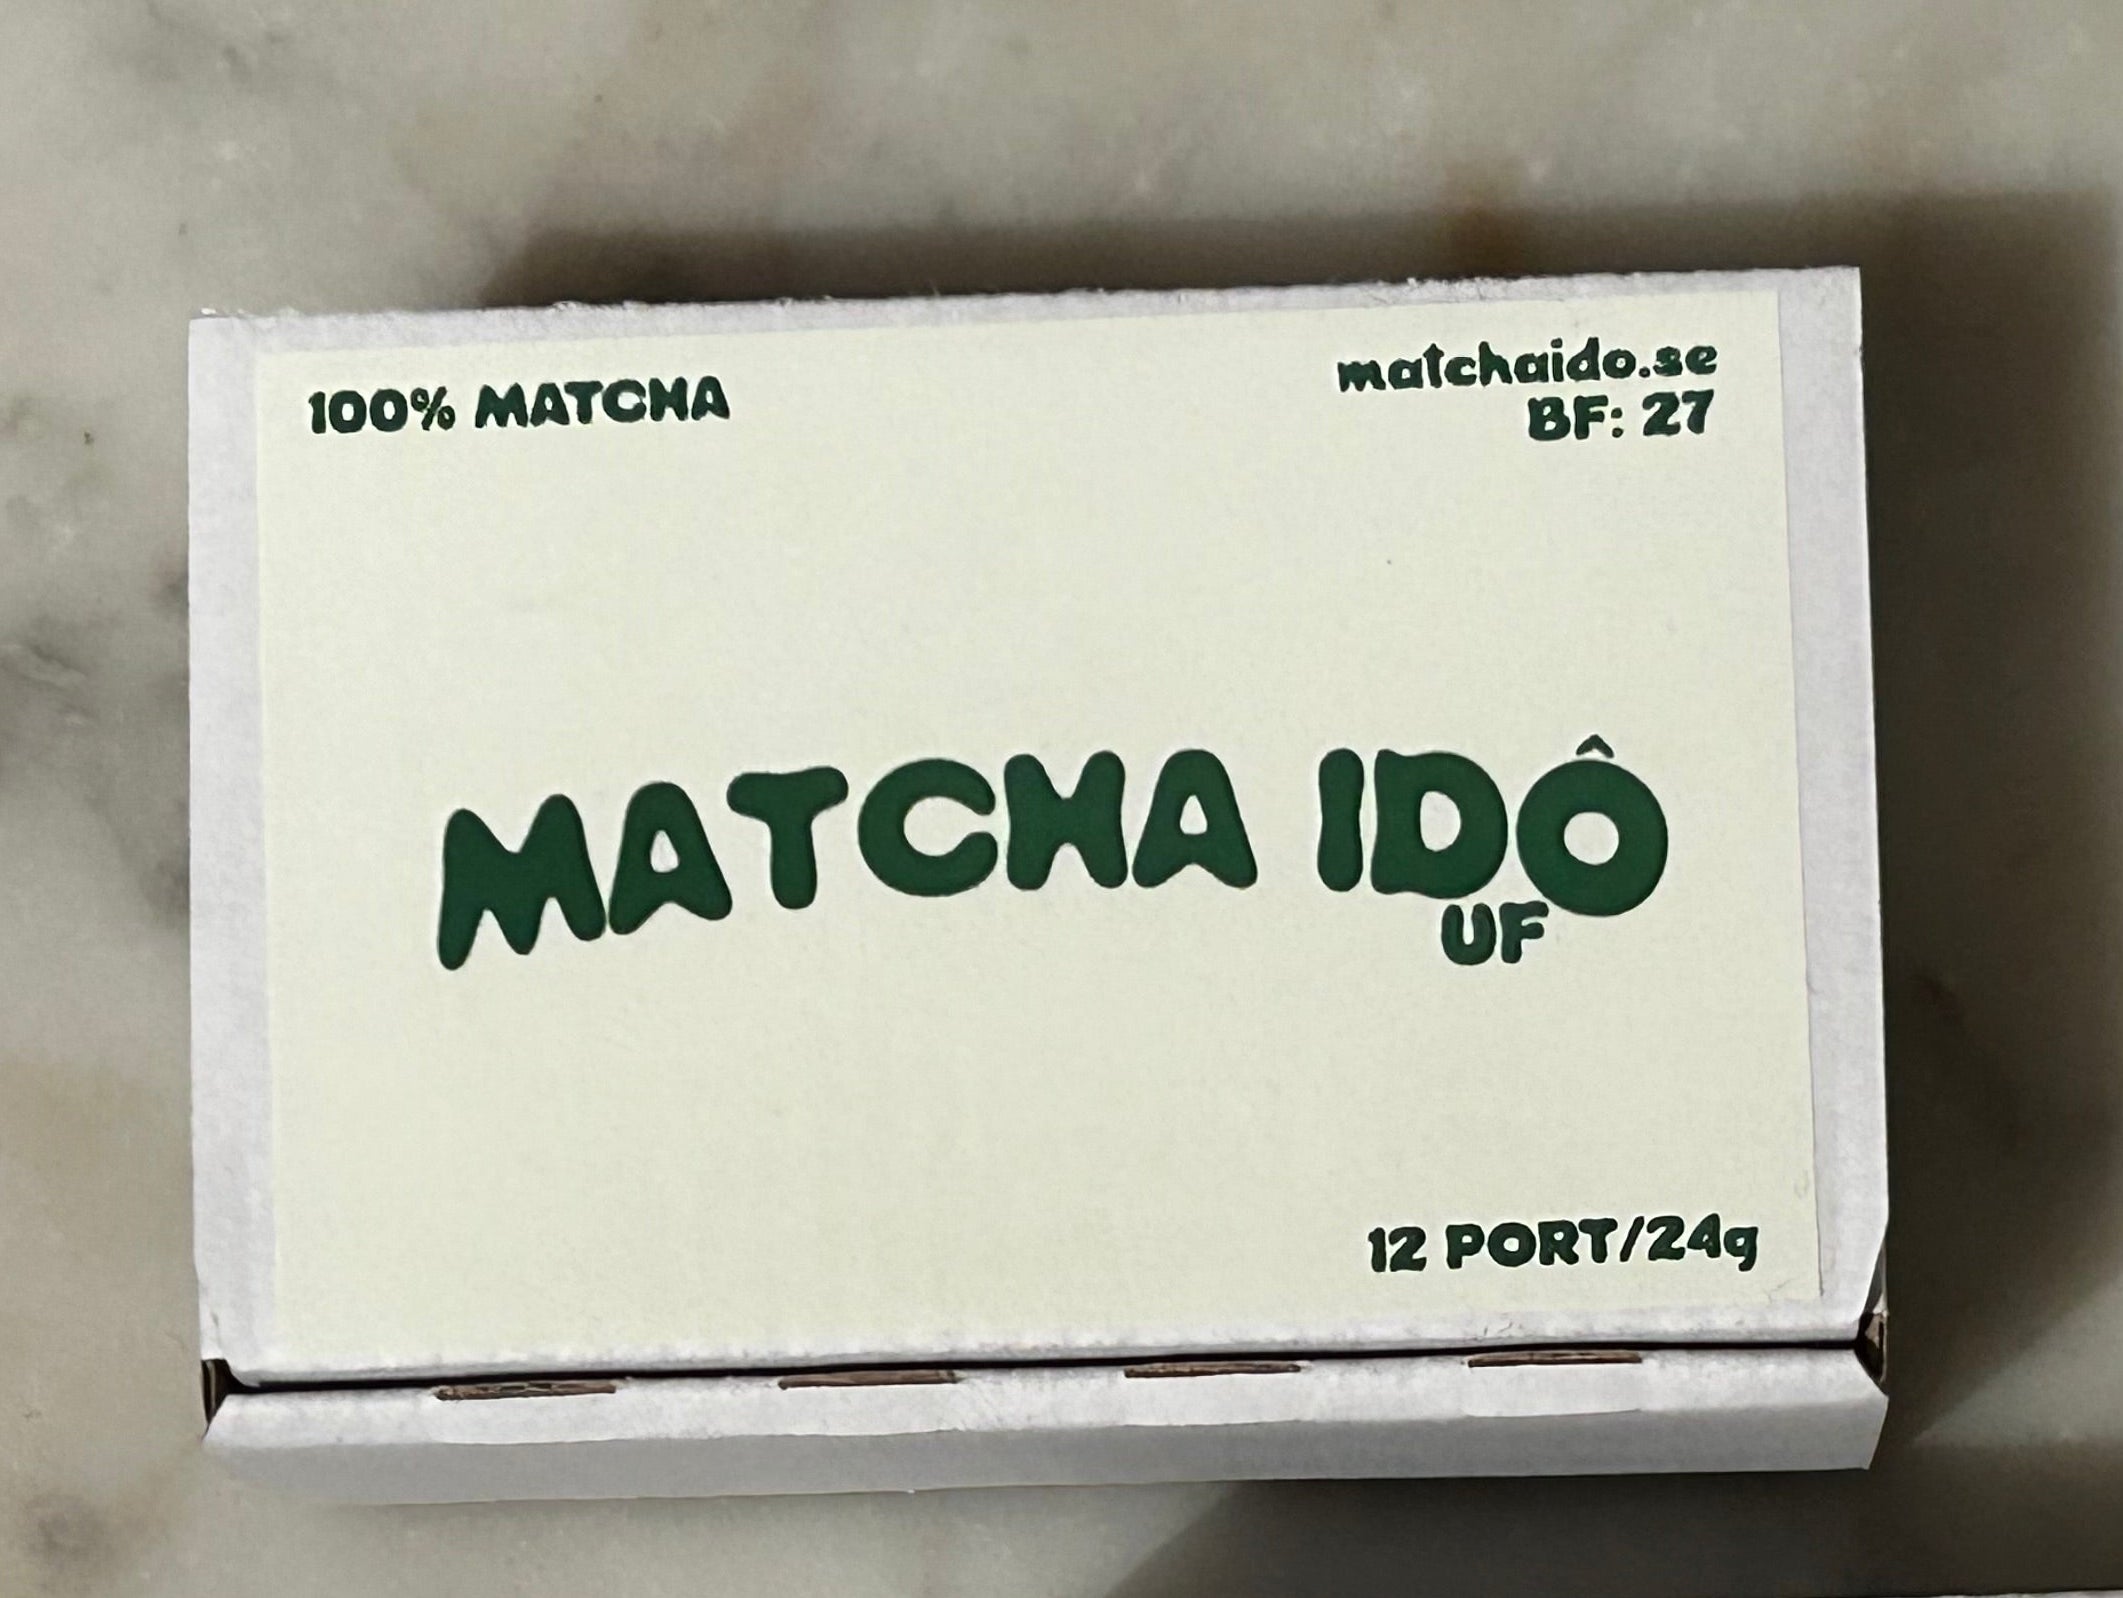 100% MATCHA
matchaido.se
BF: 27
MATCHA IDÔ
UF
12 PORT/24g